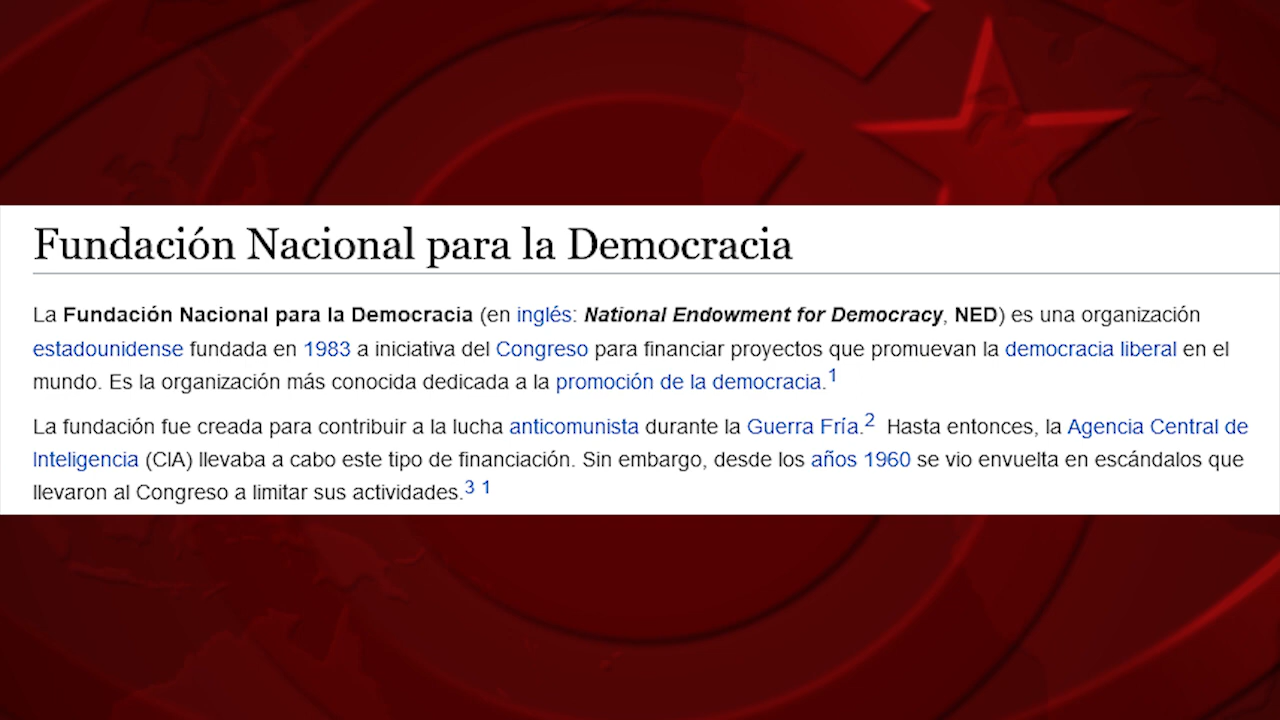 Fundación Nacional para la Democracia
La Fundación Nacional para la Democracia (en inglés: National Endowment for Democracy, NED) es una organización
estadounidense fundada en 1983 a iniciativa del Congreso para financiar proyectos que promuevan la democracia liberal en el
mundo. Es la organización más conocida dedicada a la promoción de la democracia.1
La fundación fue creada para contribuir a la lucha anticomunista durante la Guerra Fría.2 Hasta entonces, la Agencia Central de
Inteligencia (CIA) llevaba a cabo este tipo de financiación. Sin embargo, desde los años 1960 se vio envuelta en escándalos que
llevaron al Congreso a limitar sus actividades.3 1